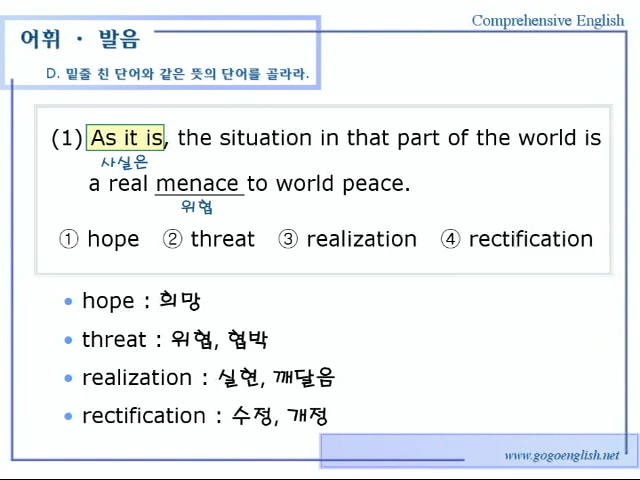 Comprehensive English
어휘 · 발음
D. 밑줄 친 단어와 같은 뜻의 단어를 골라라.
(1) As it is, the situation in that part of the world is
사실은
a real menace to world peace.
위협
① hope ② threat ③ realization ④ rectification
• hope : 희망
• threat : 위협, 협박
• realization : 실현, 깨달음
• rectification : 수정, 개정
www.gogoenglish.net